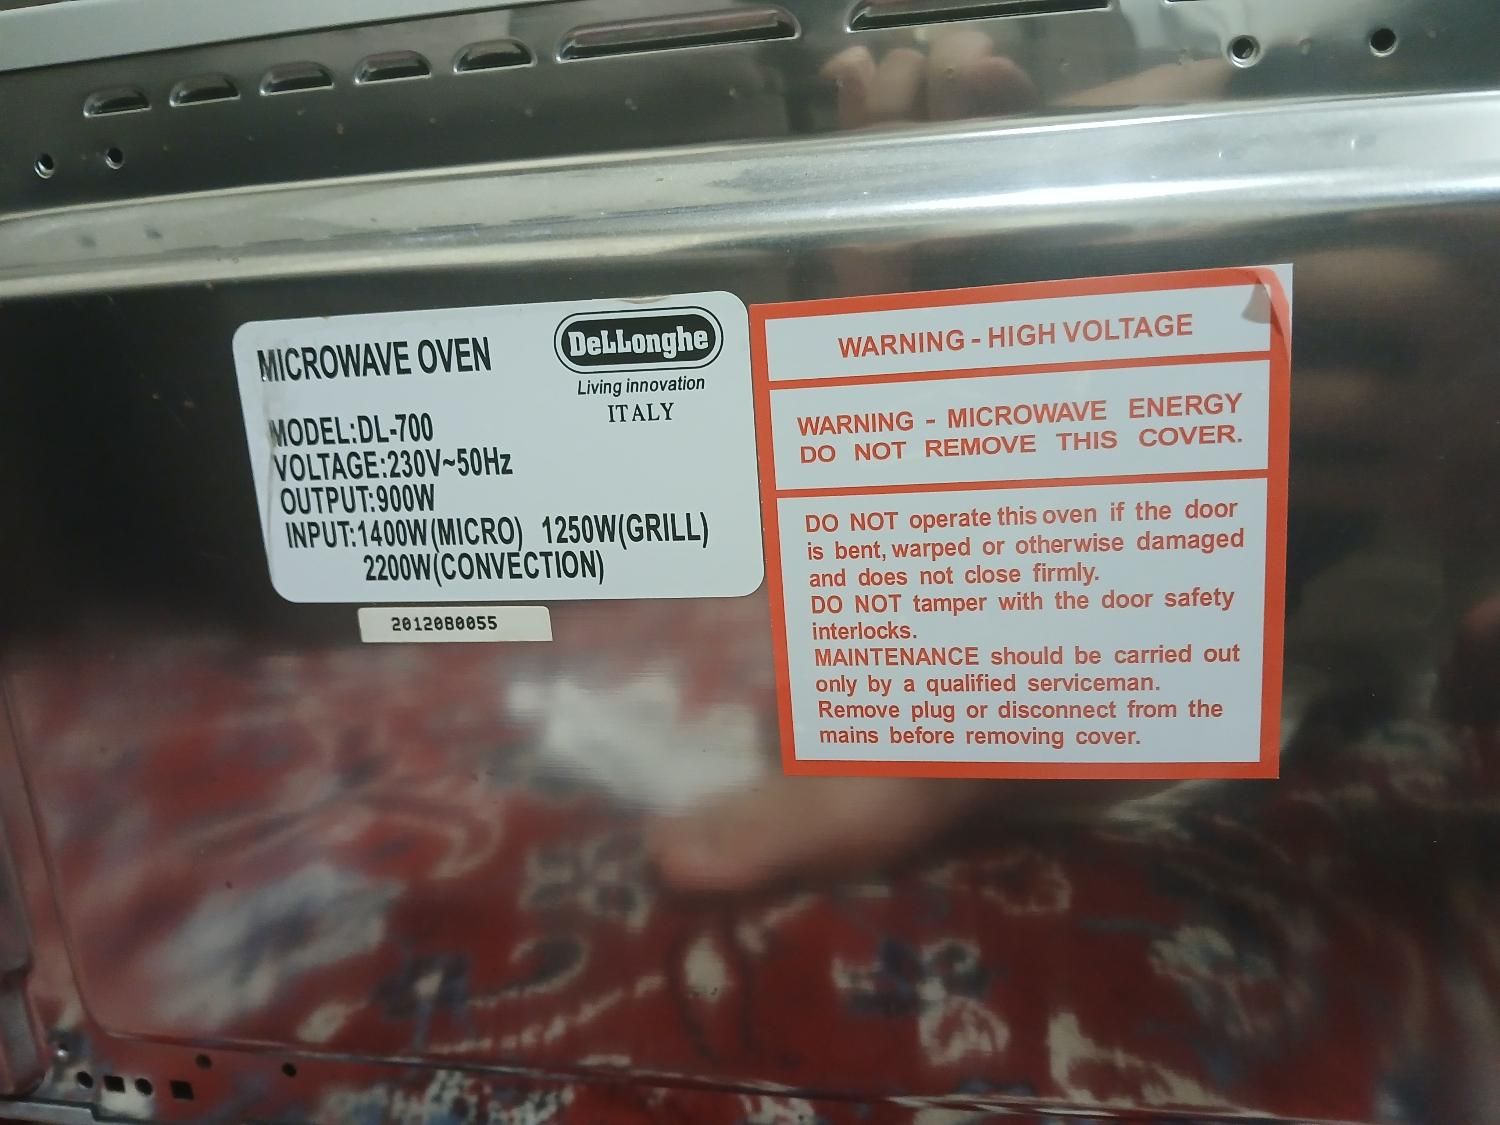 MICROWAVE OVEN
DeLLonghe
Living innovation
ITALY
MODEL:DL-700
VOLTAGE:230V~50Hz
OUTPUT:900W
INPUT:1400W(MICRO) 1250W(GRILL)
2200W(CONVECTION)
2012080055
WARNING - HIGH VOLTAGE
WARNING - MICROWAVE ENERGY
DO NOT REMOVE THIS COVER.
DO NOT operate this oven if the door
is bent, warped or otherwise damaged
and does not close firmly.
DO NOT tamper with the door safety
interlocks.
MAINTENANCE should be carried out
only by a qualified serviceman.
Remove plug or disconnect from the
mains before removing cover.